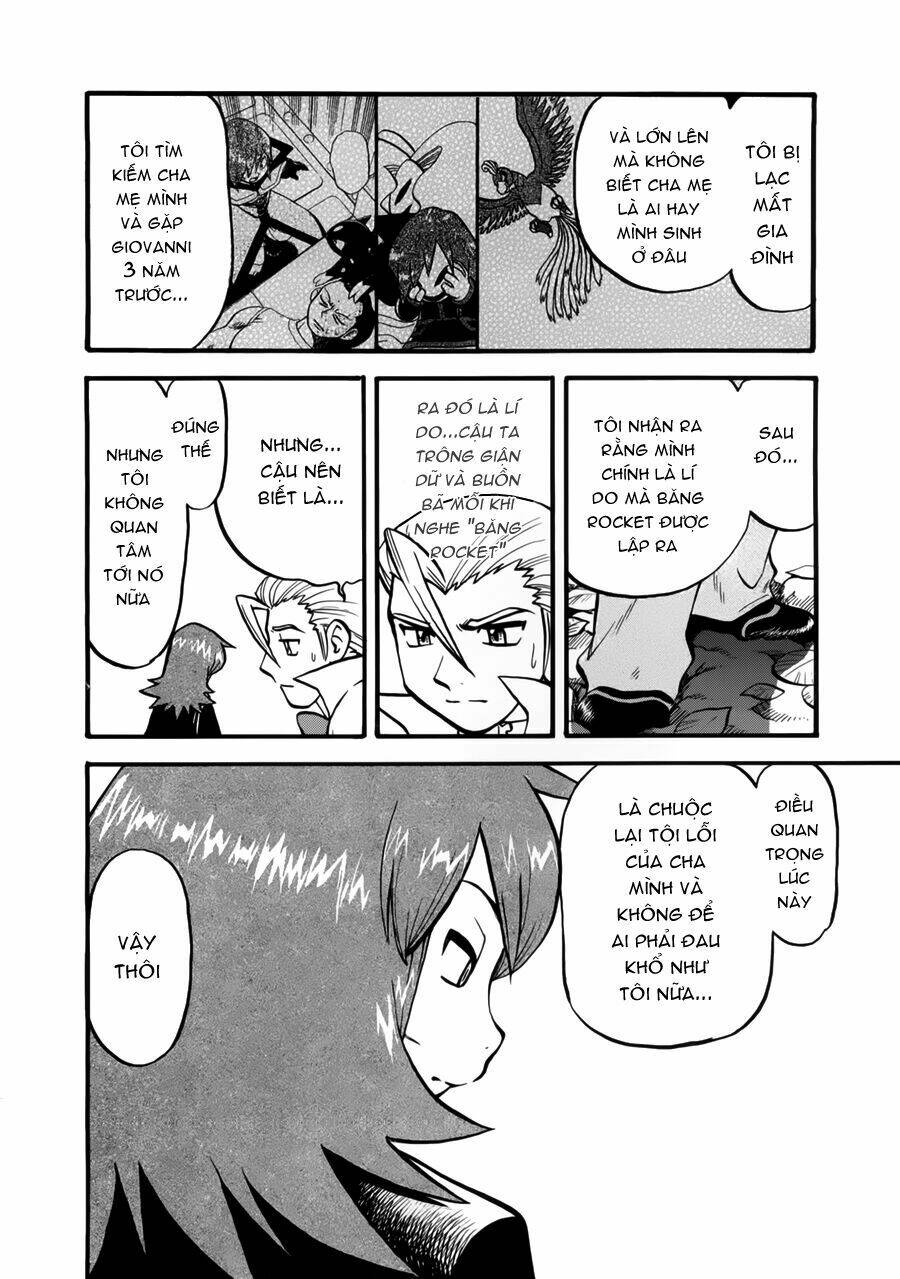 TÔI BỊ
LẠC
MẤT
GIA
ĐÌNH
VÀ LỚN LÊN
MÀ KHÔNG
BIẾT CHA MẸ
LÀ AI HAY
MÌNH SINH
Ở ĐÂU
TÔI TÌM
KIẾM CHA
MẸ MÌNH
VÀ GẶP
GIOVANNI
3 NĂM
TRƯỚC...
SAU
ĐÓ...
TÔI NHẬN RA
RẰNG MÌNH
CHÍNH LÀ LÍ
DO MÀ BĂNG
ROCKET ĐƯỢC
LẬP RA
RA ĐÓ LÀ LÍ
DO...CẬU TA
TRÔNG GIẬN
DỮ VÀ BUỒN
BÃ MỖI KHI
NGHE "BĂNG
ROCKET"
NHƯNG...
CẬU NÊN
BIẾT LÀ...
ĐÚNG
THẾ
NHƯNG
TÔI
KHÔNG
QUAN
TÂM
TỚI NÓ
NỮA
ĐIỀU
QUAN
TRỌNG
LÚC
NÀY
LÀ CHUỘC
LẠI TỘI LỖI
CỦA CHA
MÌNH VÀ
KHÔNG ĐỂ
AI PHẢI ĐAU
KHỔ NHƯ
TÔI NỮA...
VẬY
THÔI